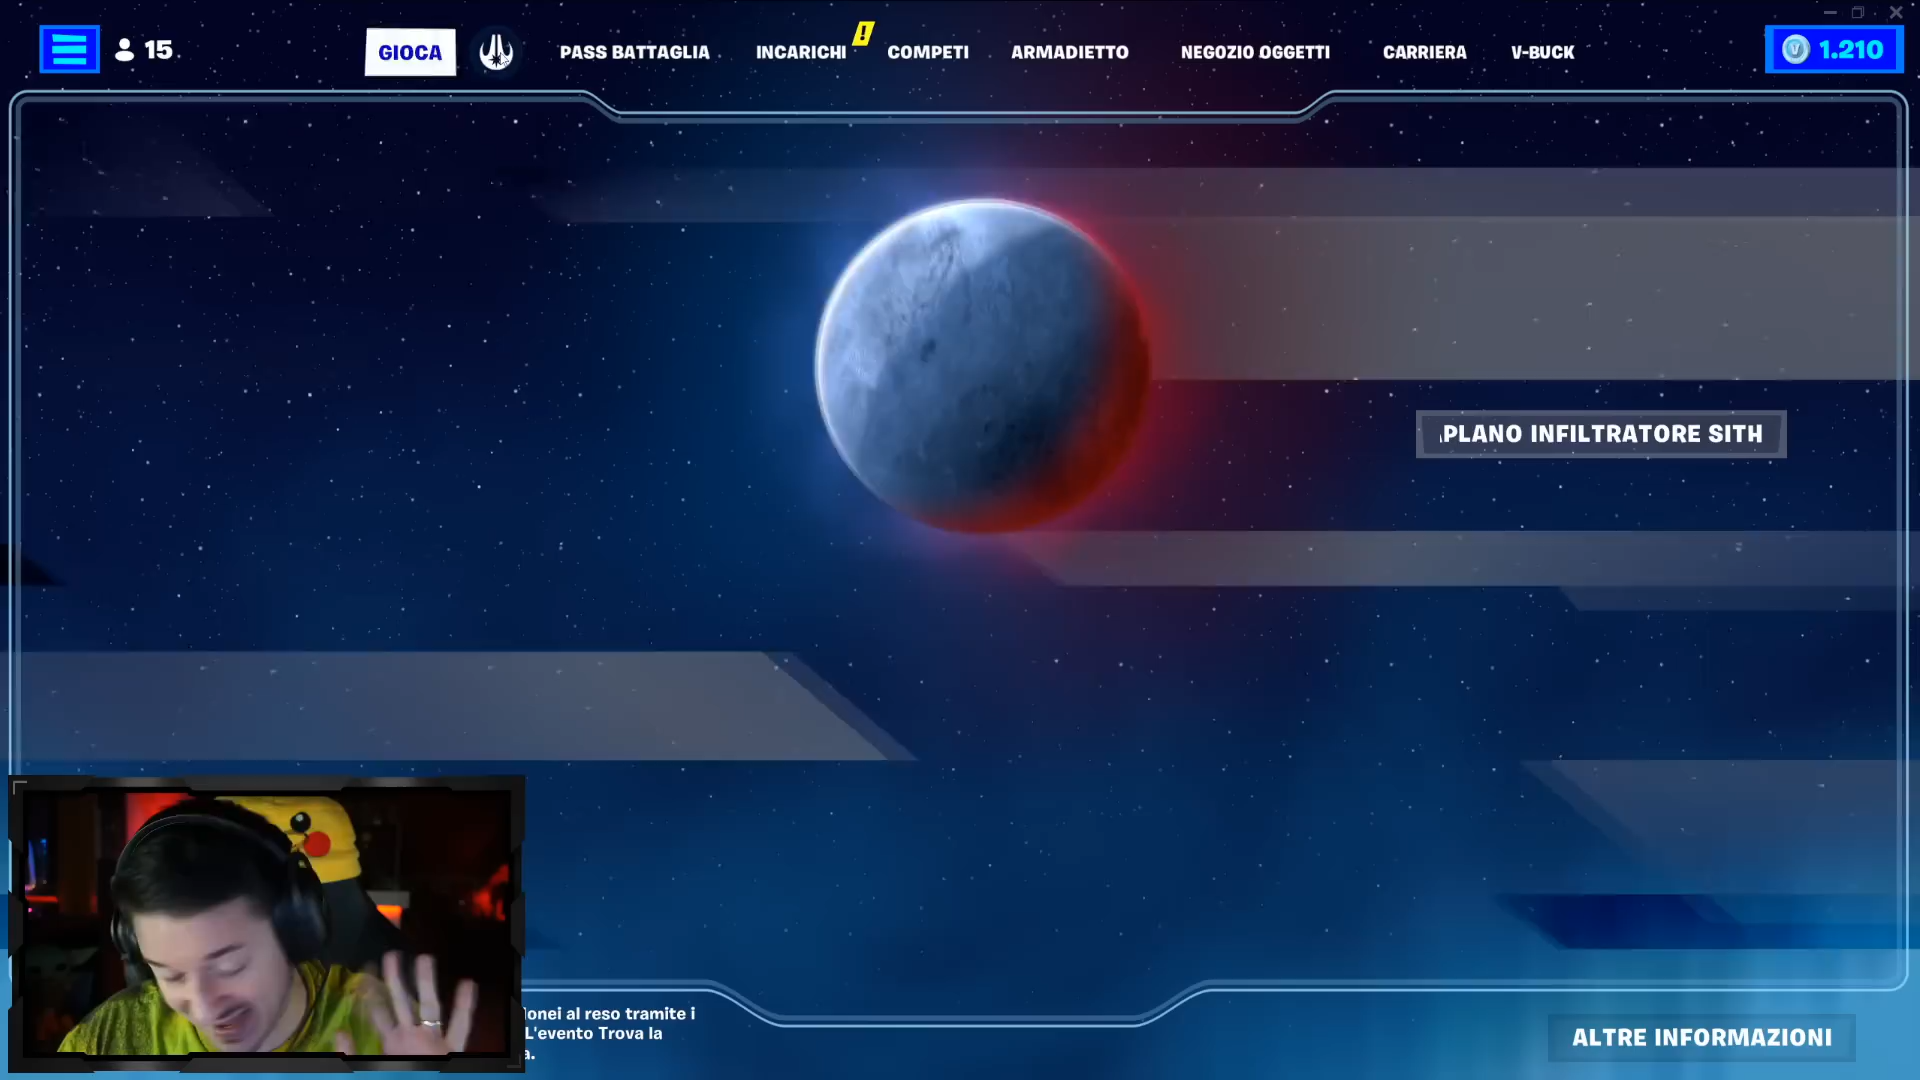 15
GIOCA
PASS BATTAGLIA
INCARICHI
!
COMPETI
ARMADIETTO
NEGOZIO OGGETTI
CARRIERA
V-BUCK
1.210
PLANO INFILTRATORE SITH
ionei al reso tramite i
L'evento Trova la
a.
ALTRE INFORMAZIONI